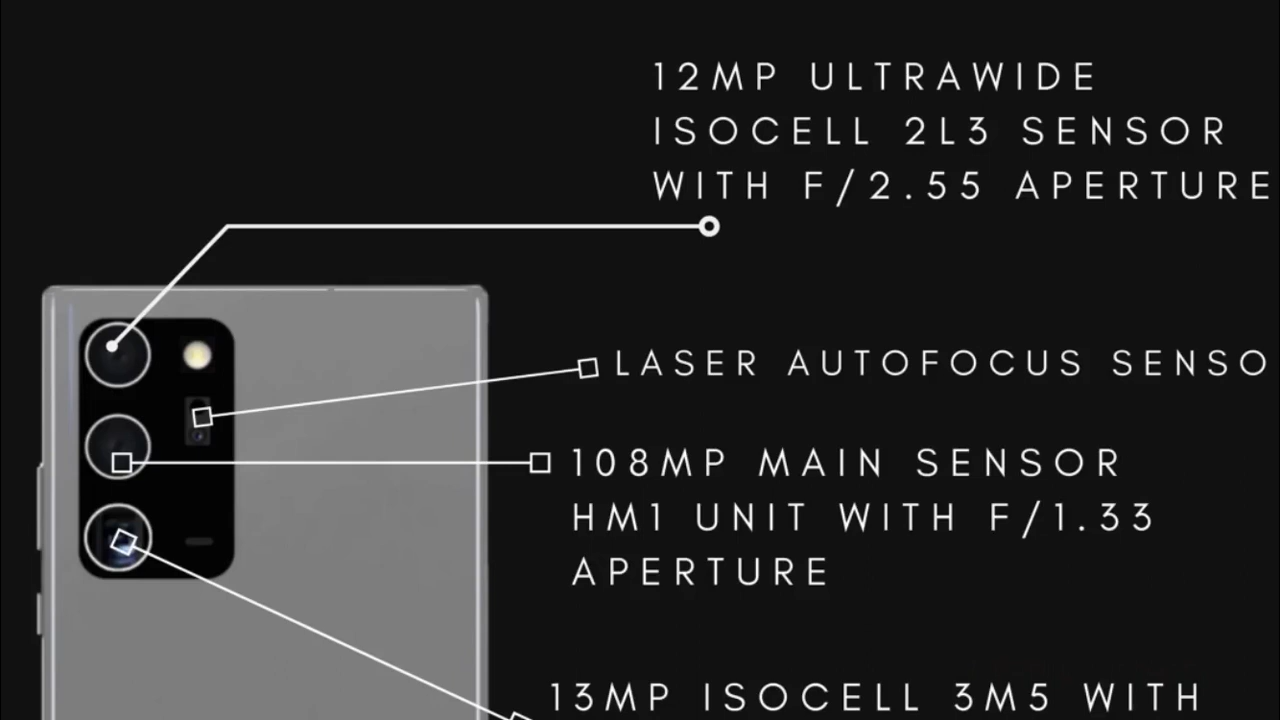 12MP ULTRAWIDE
ISOCELL 2L3 SENSOR
WITH F/2.55 APERTURE
LASER AUTOFOCUS SENSO
108MP MAIN SENSOR
HM1 UNIT WITH F/1.33
APERTURE
13MP ISOCELL 3M5 WITH